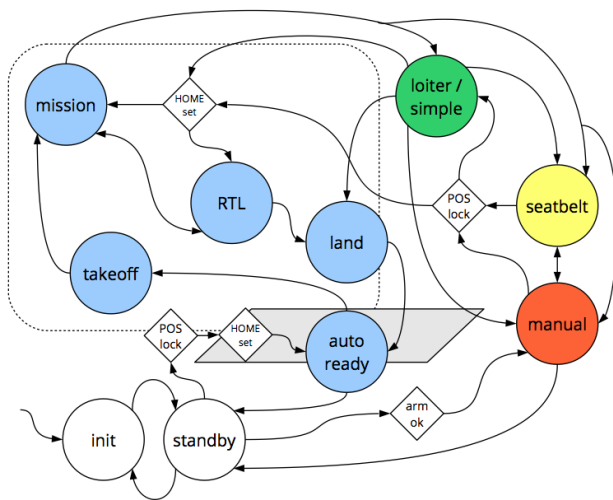 mission
HOME
set
loiter /
simple
RTL
POS
lock
seatbelt
land
takeoff
POS
lock
HOME
set
auto
ready
manual
arm
ok
init
standby